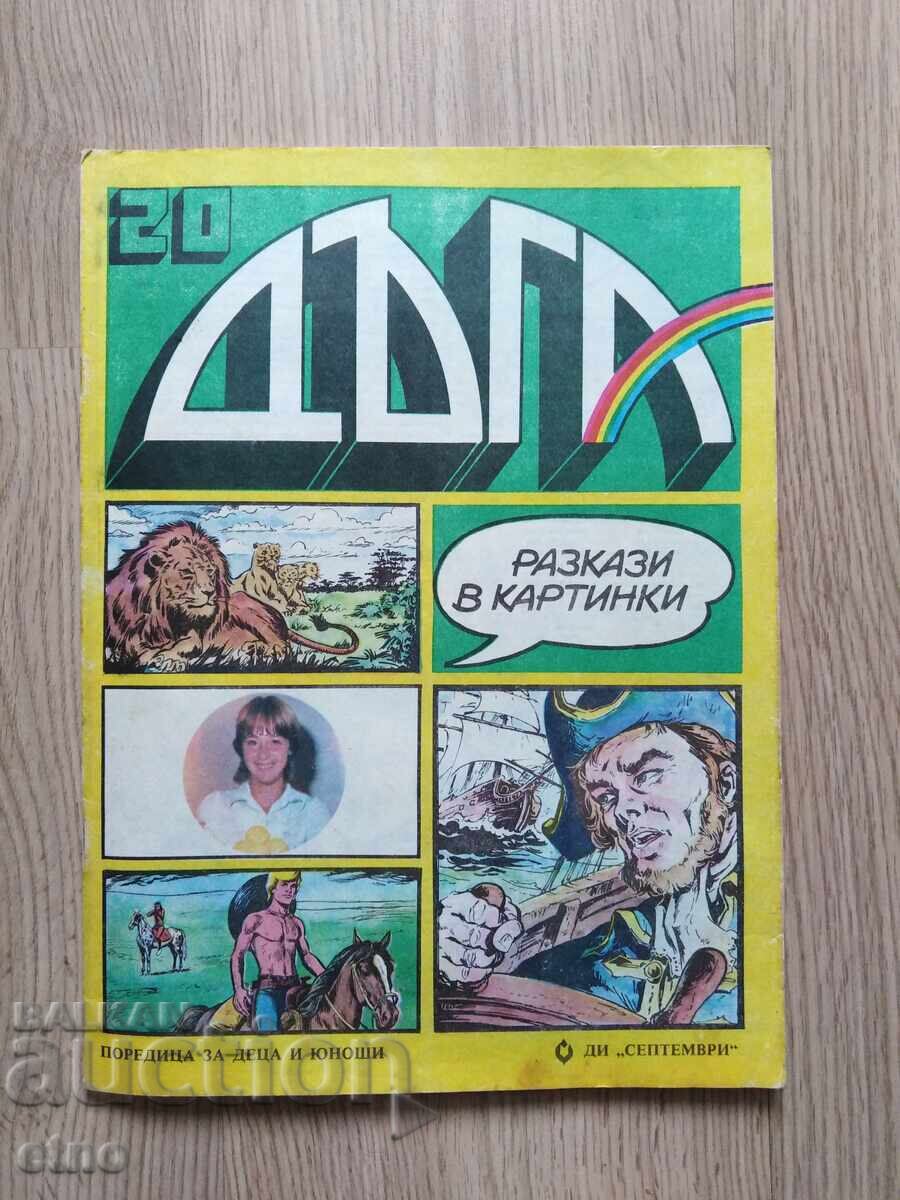 20
ДЪГА
РАЗКАЗИ
В КАРТИНКИ
ПОРЕДИЦА ЗА ДЕЦА И ЮНОШИ
ДИ „СЕПТЕМВРИ“
BALKAN
auction
etno